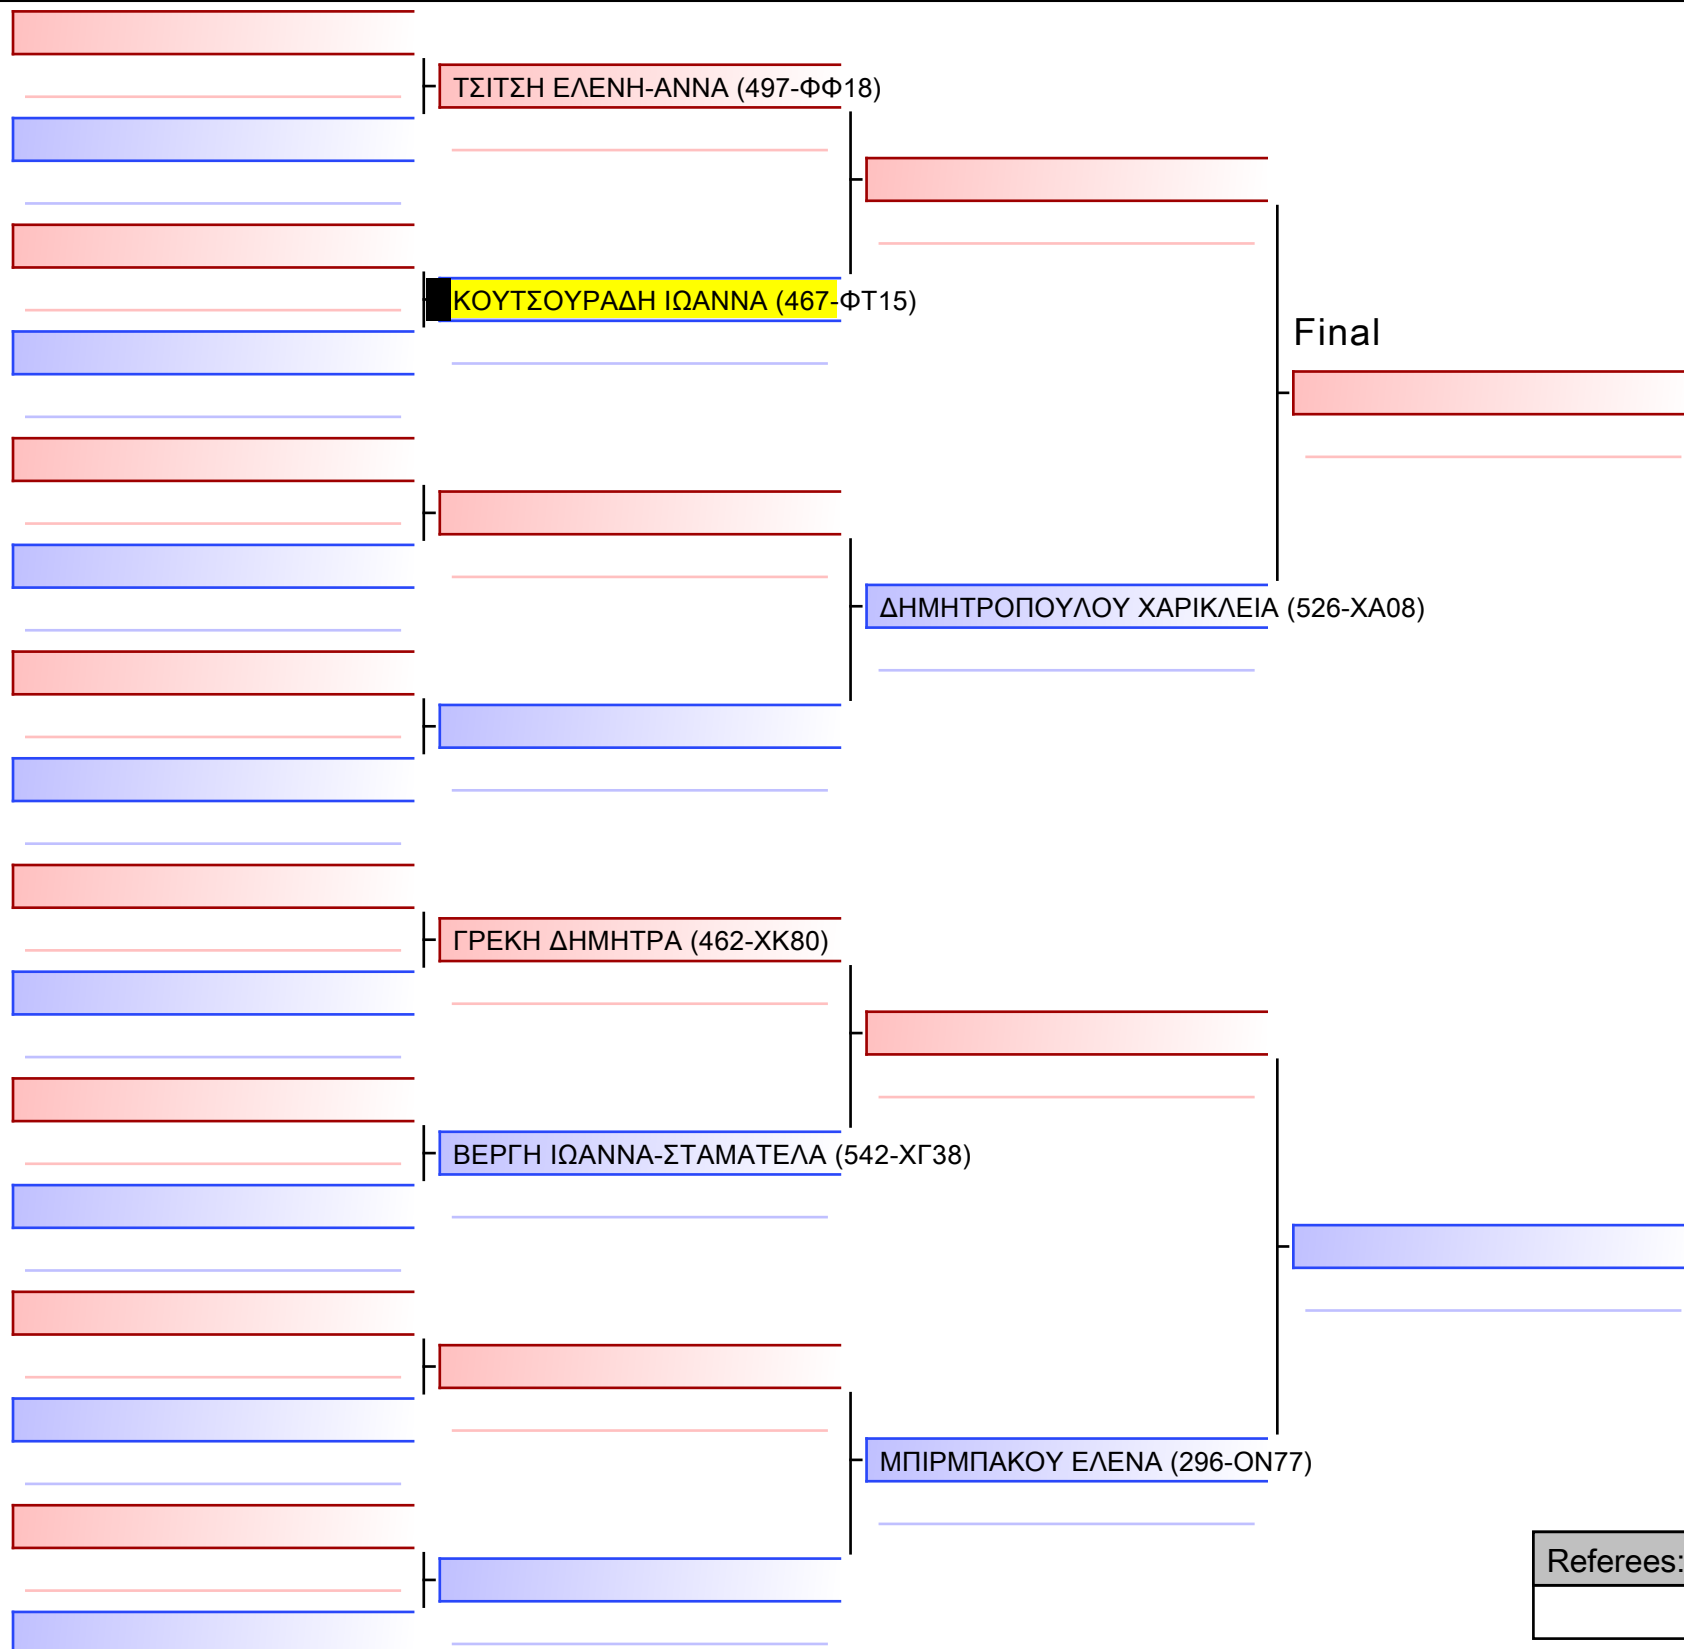 ΤΣΙΤΣΗ ΕΛΕΝΗ-ΑΝΝΑ (497-ΦΦ18)
ΚΟΥΤΣΟΥΡΑΔΗ ΙΩΑΝΝΑ (467-ΦΤ15)
Final
ΔΗΜΗΤΡΟΠΟΥΛΟΥ ΧΑΡΙΚΛΕΙΑ (526-ΧΑ08)
ΓΡΕΚΗ ΔΗΜΗΤΡΑ (462-ΧΚ80)
ΒΕΡΓΗ ΙΩΑΝΝΑ-ΣΤΑΜΑΤΕΛΑ (542-ΧΓ38)
ΜΠΙΡΜΠΑΚΟΥ ΕΛΕΝΑ (296-ΟΝ77)
Referees: